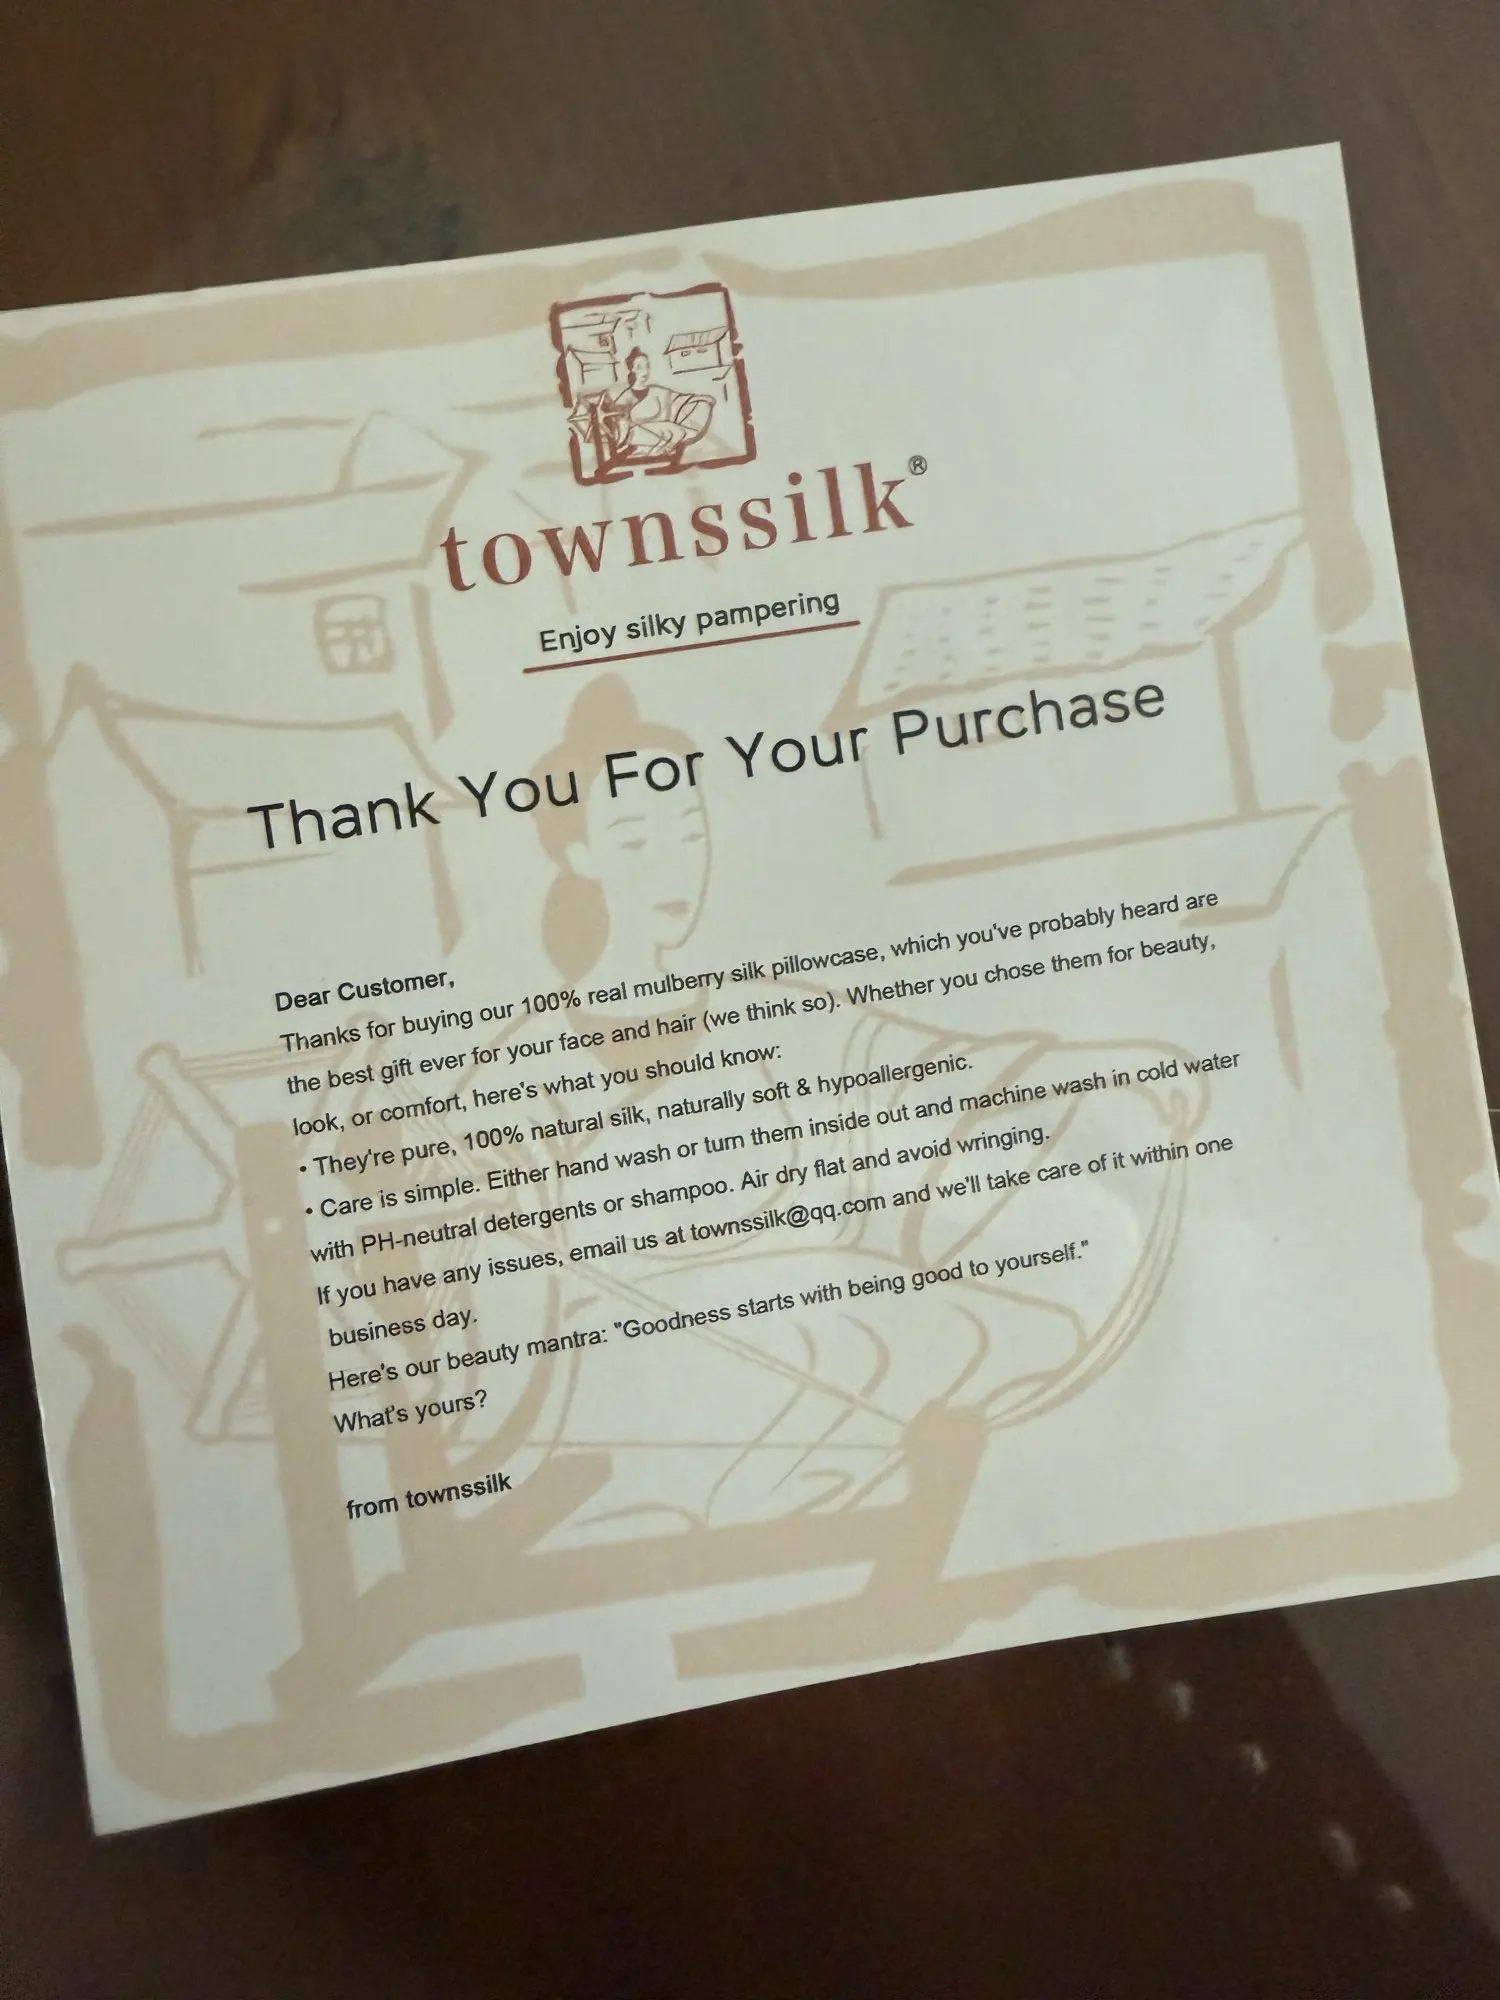 townssilk®
Enjoy silky pampering
Thank You For Your Purchase
Dear Customer,
Thanks for buying our 100% real mulberry silk pillowcase, which you've probably heard are
the best gift ever for your face and hair (we think so). Whether you chose them for beauty,
look, or comfort, here's what you should know:
• They're pure, 100% natural silk, naturally soft & hypoallergenic.
• Care is simple. Either hand wash or turn them inside out and machine wash in cold water
with PH-neutral detergents or shampoo. Air dry flat and avoid wringing.
If you have any issues, email us at townssilk@qq.com and we'll take care of it within one
business day.
Here's our beauty mantra: "Goodness starts with being good to yourself."
What's yours?
from townssilk